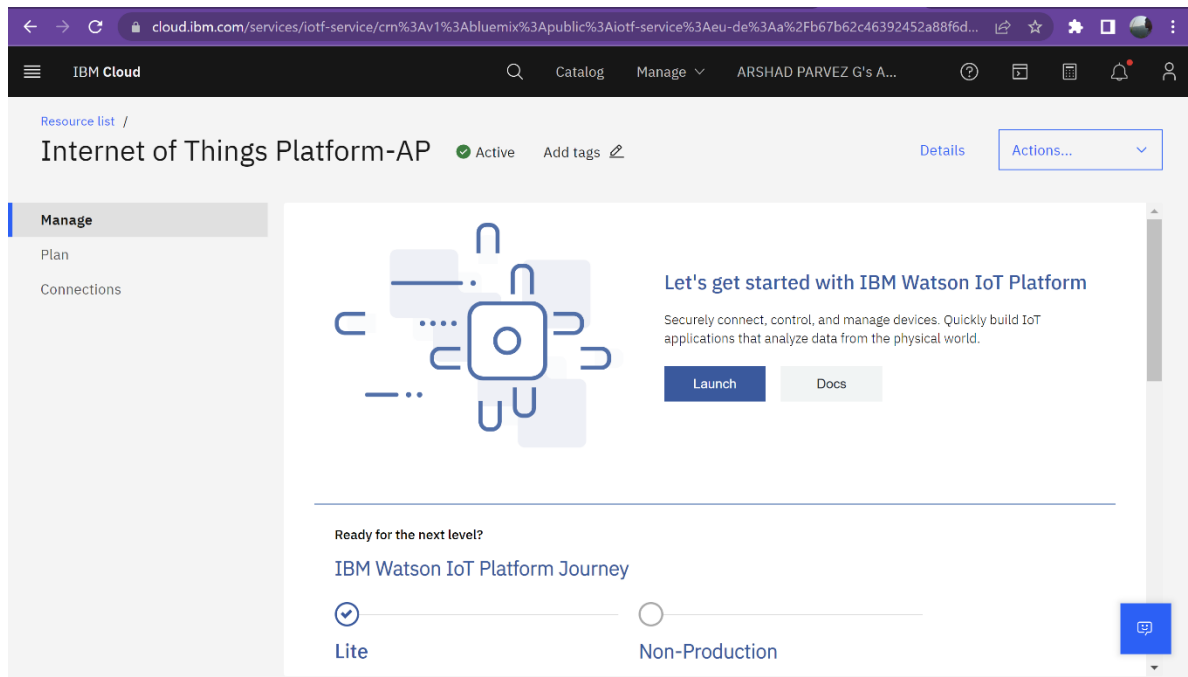 cloud.ibm.com/services/iotf-service/crn%3Av1%3Abluemix%3Apublic%3Aiotf-service%3Aeu-de%3Aa%2Fb67b62c46392452a88f6d...
IBM Cloud
Catalog
Manage
ARSHAD PARVEZ G's A...
Resource list /
Internet of Things Platform-AP
Active
Add tags
Details
Actions...
Manage
Plan
Connections
Let's get started with IBM Watson IoT Platform
Securely connect, control, and manage devices. Quickly build IoT
applications that analyze data from the physical world.
Launch
Docs
Ready for the next level?
IBM Watson IoT Platform Journey
Lite
Non-Production